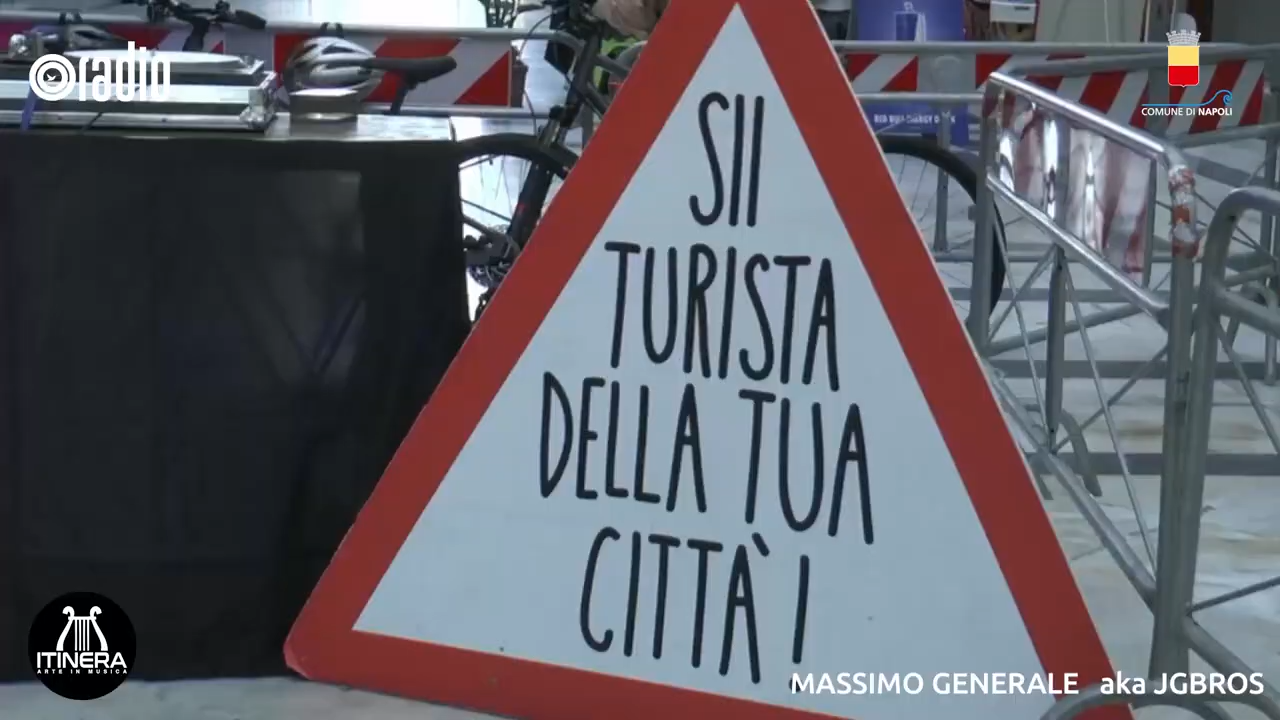 radio
COMUNE DI NAPOLI
SII
TURISTA
DELLA TUA
CITTÀ!
ITINERA
ARTE IN MUSICA
MASSIMO GENERALE aka JGBROS